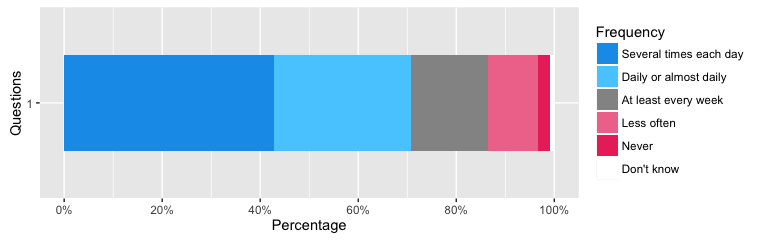 Questions
1
0%
20%
40%
60%
80%
100%
Percentage
Frequency
Several times each day
Daily or almost daily
At least every week
Less often
Never
Don't know